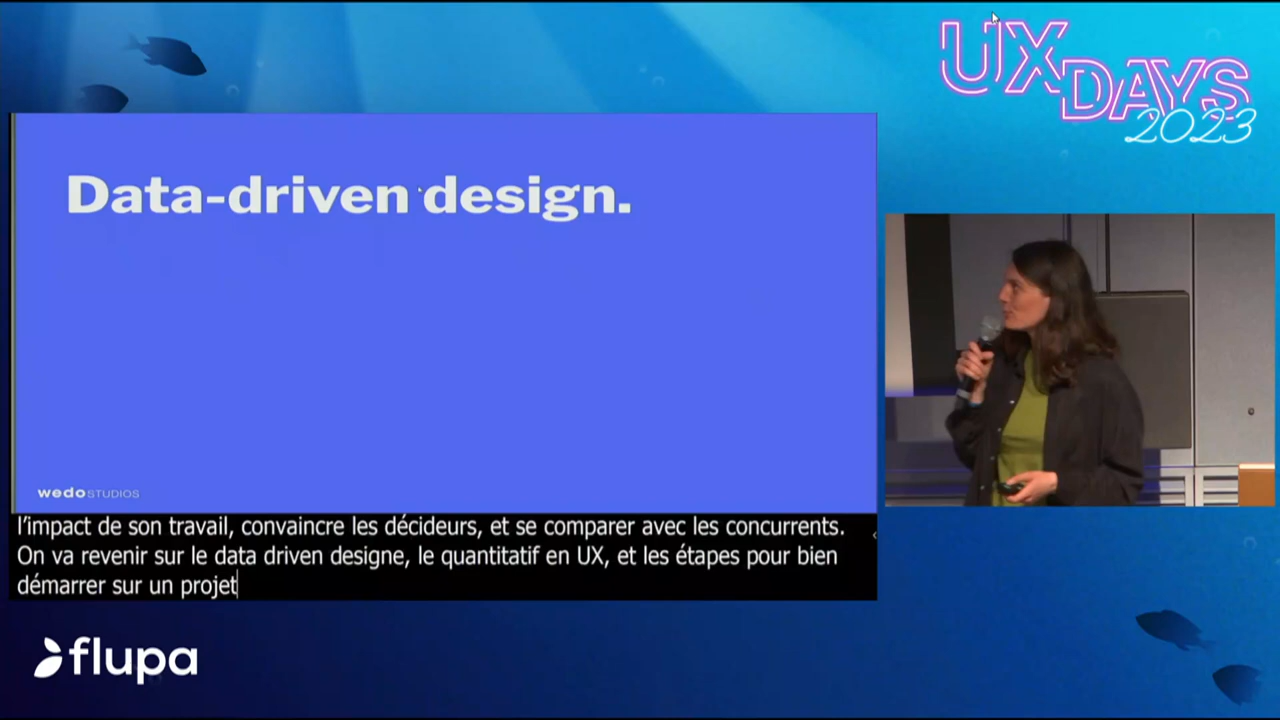 UX DAYS
2023
Data-driven design.
wedo STUDIOS
l'impact de son travail, convaincre les décideurs, et se comparer avec les concurrents.
On va revenir sur le data driven designe, le quantitatif en UX, et les étapes pour bien
démarrer sur un projet
flupa